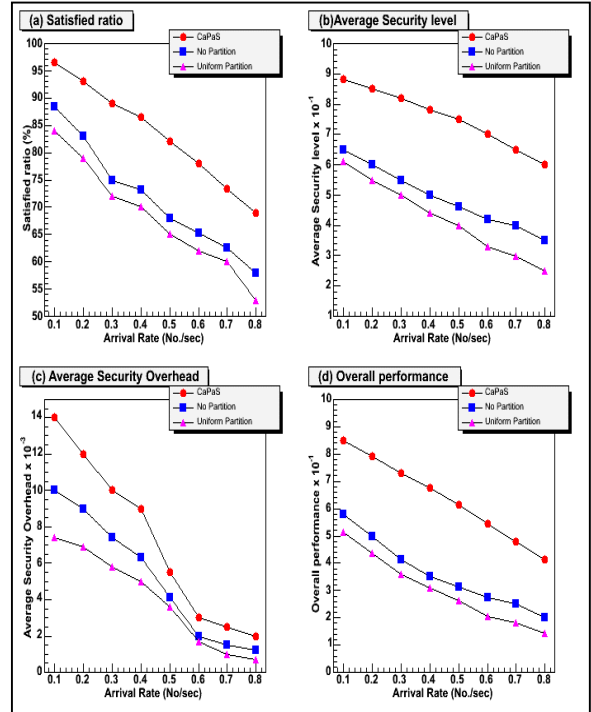 (a) Satisfied ratio
CaPaS
No Partition
Uniform Partition
100
95
90
85
80
75
70
65
60
55
50
Satisfied ratio (%)
0.1 0.2 0.3 0.4 0.5 0.6 0.7 0.8
Arrival Rate (No./sec)
(b)Average Security level
CaPaS
No Partition
Uniform Partition
10
9
8
7
6
5
4
3
2
1
Average Security level x 10-1
0.1 0.2 0.3 0.4 0.5 0.6 0.7 0.8
Arrival Rate (No./sec)
(c) Average Security Overhead
CaPaS
No Partition
Uniform Partition
14
12
10
8
6
4
2
0
Average Security Overhead x 10-3
0.1 0.2 0.3 0.4 0.5 0.6 0.7 0.8
Arrival Rate (No/sec)
(d) Overall performance
CaPaS
No Partition
Uniform Partition
10
9
8
7
6
5
4
3
2
1
0
Overall performance x 10-1
0.1 0.2 0.3 0.4 0.5 0.6 0.7 0.8
Arrival Rate (No./sec)